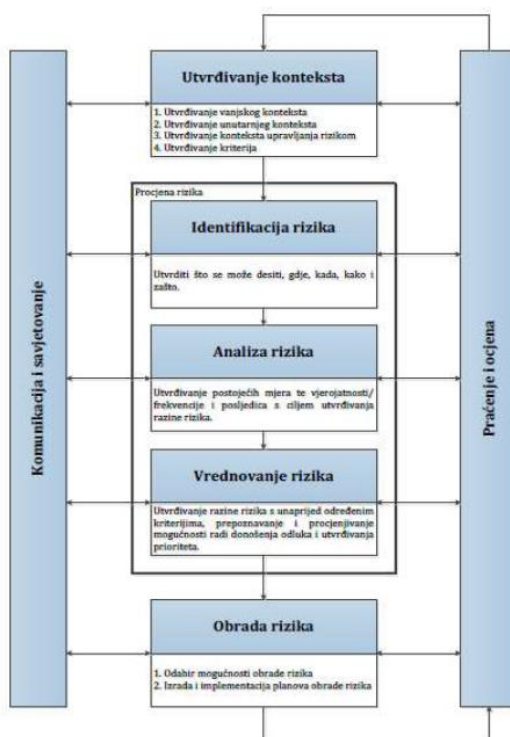 Utvrđivanje konteksta
1. Utvrđivanje vanjskog konteksta
2. Utvrđivanje unutarnjeg konteksta
3. Utvrđivanje konteksta upravljanja rizikom
4. Utvrđivanje kriterija
Procjena rizika
Identifikacija rizika
Utvrditi što se može desiti, gdje, kada, kako i
zašto.
Analiza rizika
Utvrđivanje postojećih mjera te vjerojatnosti/
frekvencije i posljedica s ciljem utvrđivanja
razine rizika.
Vrednovanje rizika
Utvrđivanje razine rizika s unaprijed određenim
kriterijima, prepoznavanje i procjenjivanje
mogućnosti radi donošenja odluka i utvrđivanja
prioriteta.
Obrada rizika
1. Odabir mogućnosti obrade rizika
2. Izrada i implementacija planova obrade rizika
Komunikacija i savjetovanje
Praćenje i ocjena